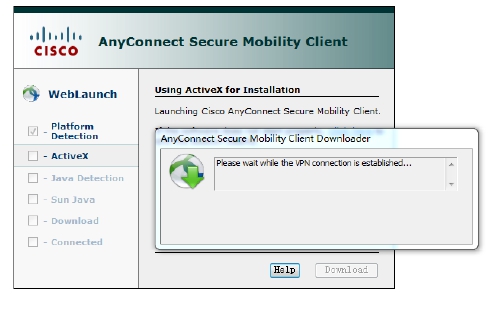 CISCO
AnyConnect Secure Mobility Client
WebLaunch
- Platform
Detection
- ActiveX
- Java Detection
- Sun Java
- Download
- Connected
Using ActiveX for Installation
Launching Cisco AnyConnect Secure Mobility Client.
AnyConnect Secure Mobility Client Downloader
Please wait while the VPN connection is established...
Help
Download